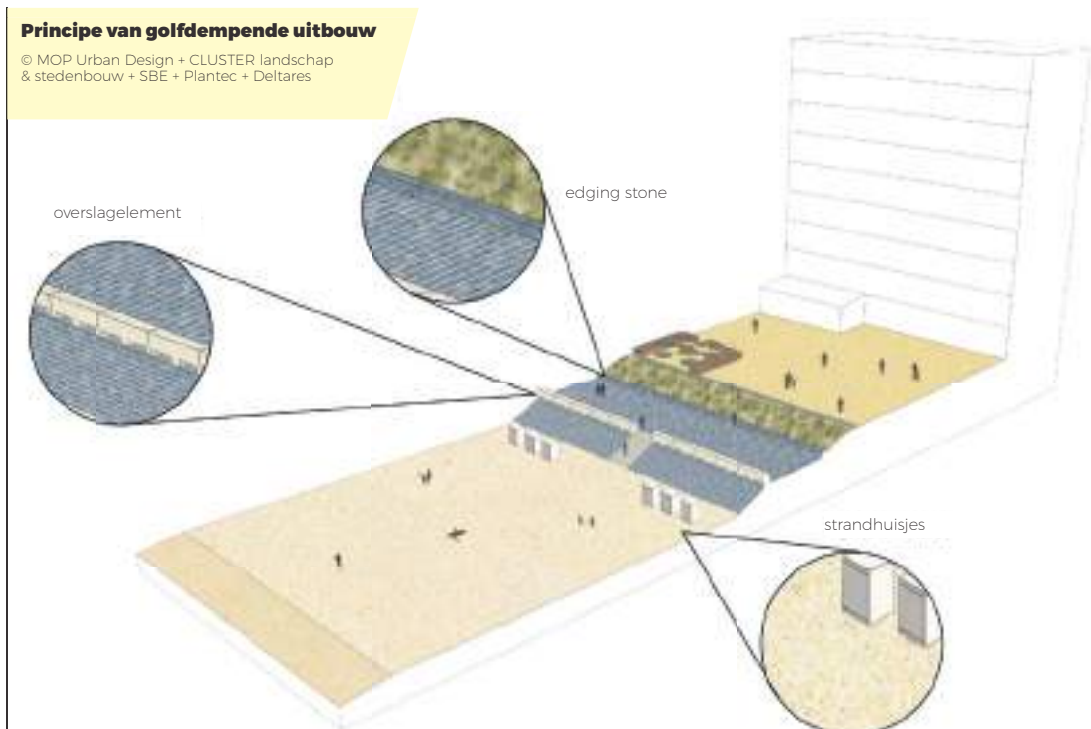 Principe van golfdempende uitbouw
© MOP Urban Design + CLUSTER landschap
& stedenbouw + SBE + Plantec + Deltares
edging stone
overslagelement
strandhuisjes